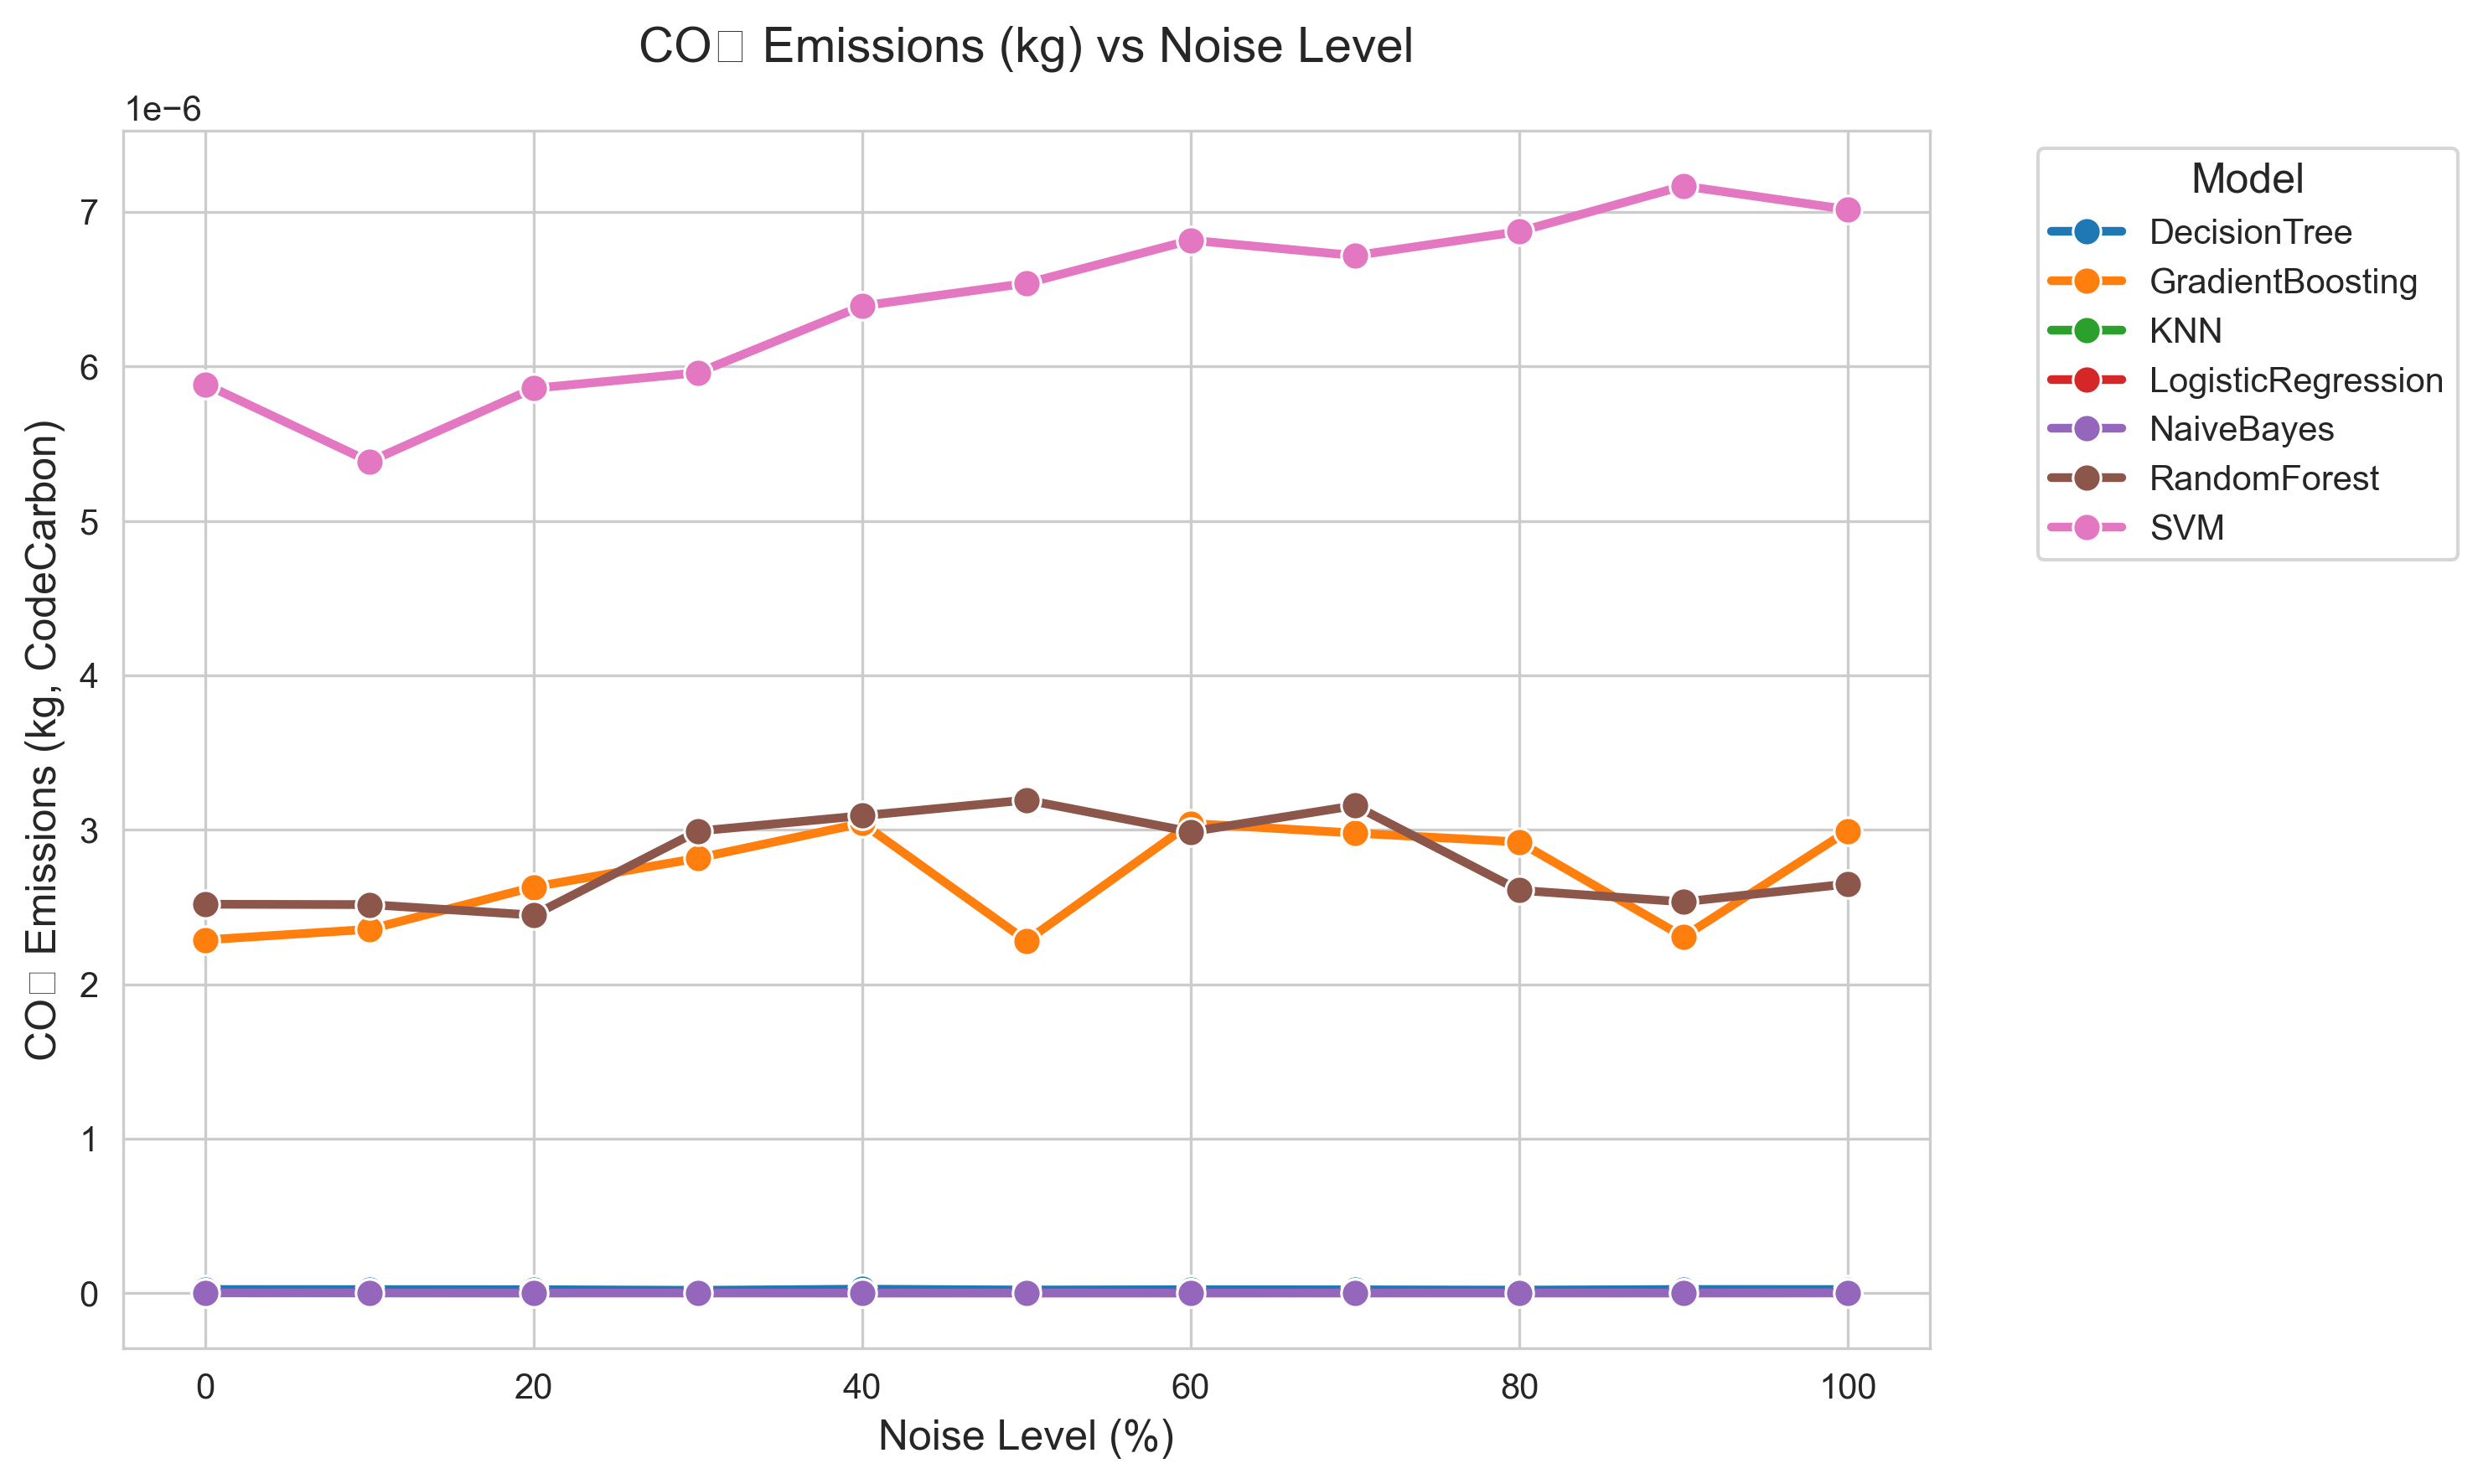 CO□ Emissions (kg) vs Noise Level
1e−6
7
6
5
4
3
2
1
0
CO□ Emissions (kg, CodeCarbon)
0 20 40 60 80 100
Noise Level (%)
Model
DecisionTree
GradientBoosting
KNN
LogisticRegression
NaiveBayes
RandomForest
SVM